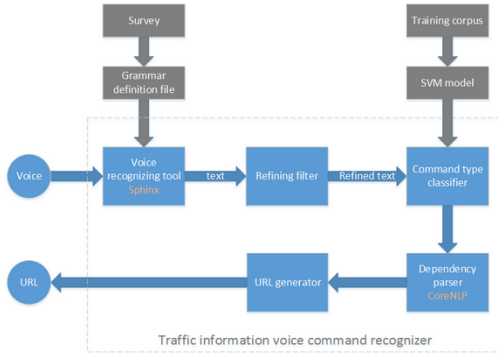 Survey
Training corpus
Grammar
definition file
SVM model
Voice
Voice
recognizing tool
Sphinx
text
Refining filter
Refined text
Command type
classifier
URL
URL generator
Dependency
parser
CoreNLP
Traffic information voice command recognizer